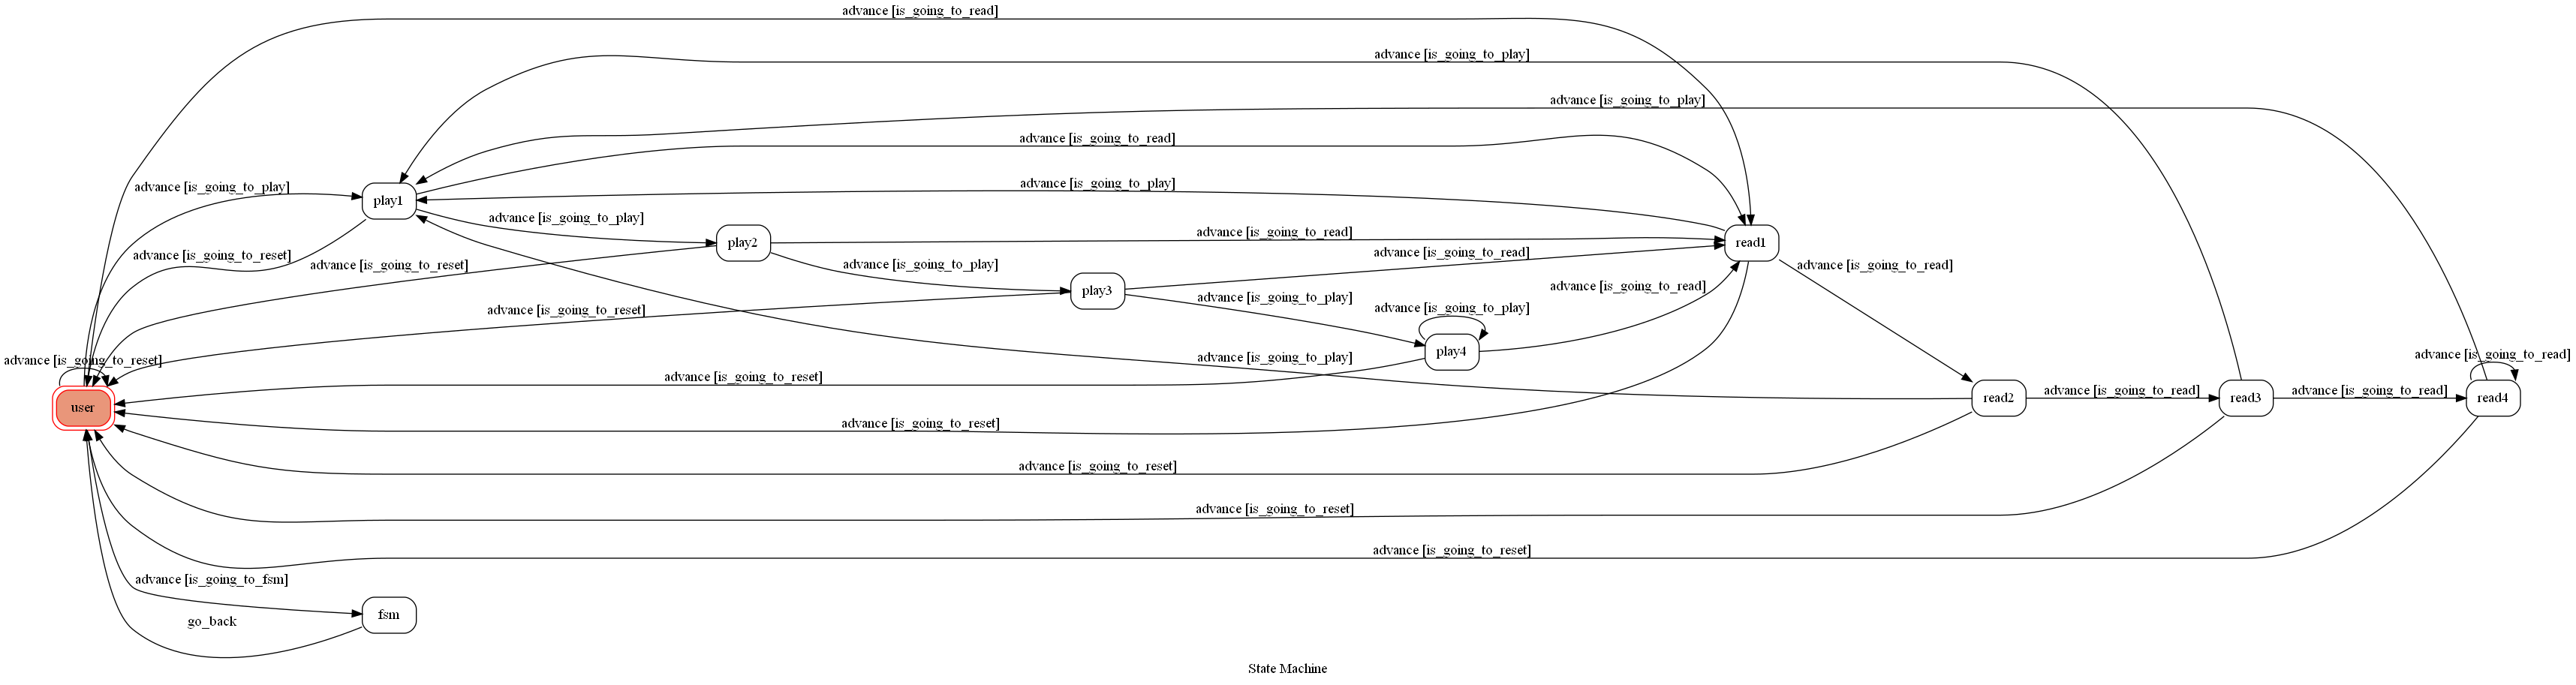 advance [is_going_to_read]
advance [is_going_to_play]
advance [is_going_to_play]
advance [is_going_to_read]
advance [is_going_to_play]
advance [is_going_to_play]
play1
advance [is_going_to_play]
advance [is_going_to_read]
play2
read1
advance [is_going_to_reset]
advance [is_going_to_read]
advance [is_going_to_reset]
advance [is_going_to_play]
advance [is_going_to_read]
advance [is_going_to_read]
play3
advance [is_going_to_play]
advance [is_going_to_reset]
advance [is_going_to_play]
play4
advance [is_going_to_play]
advance [is_going_to_read]
advance [is_going_to_reset]
advance [is_going_to_reset]
advance [is_going_to_read]
advance [is_going_to_read]
read2
read3
read4
user
advance [is_going_to_reset]
advance [is_going_to_reset]
advance [is_going_to_reset]
advance [is_going_to_reset]
advance [is_going_to_fsm]
fsm
go_back
State Machine